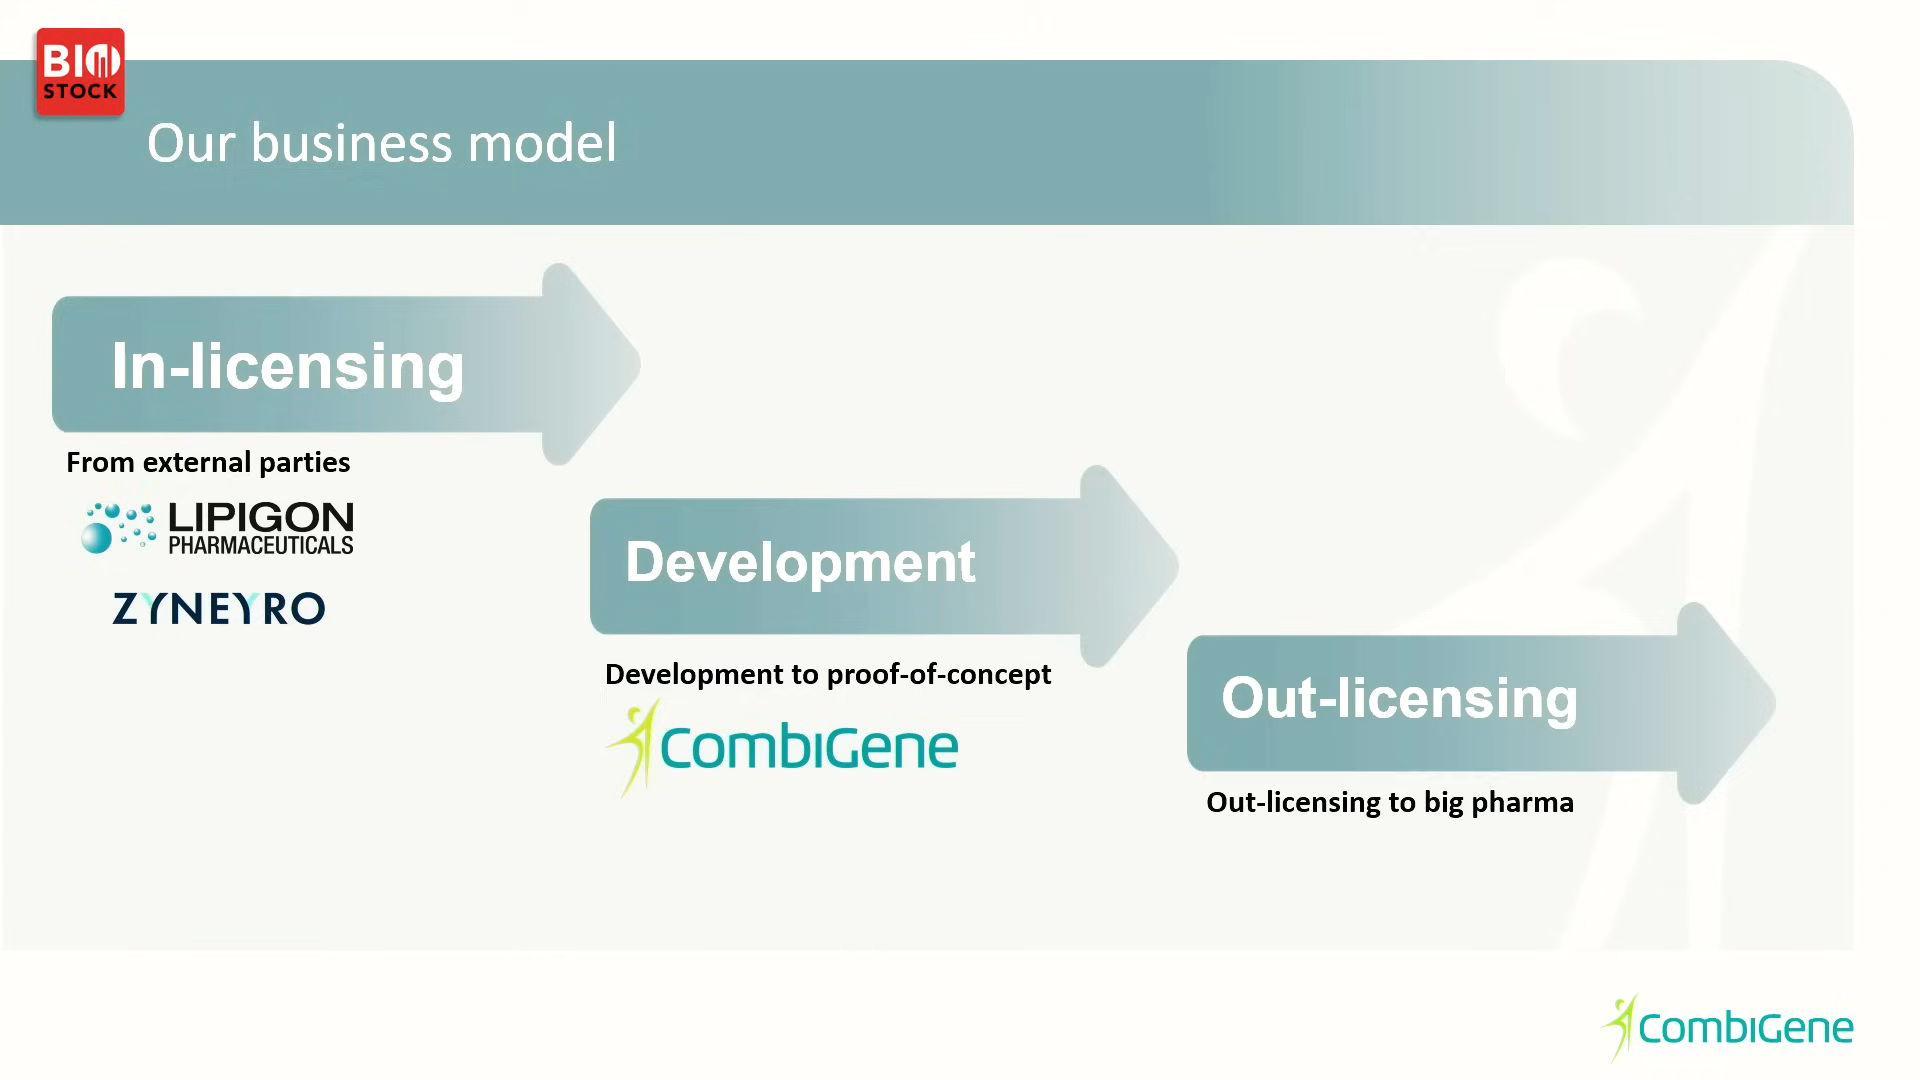 BIO
STOCK
Our business model
In-licensing
From external parties
LIPIGON
PHARMACEUTICALS
ZYNEYRO
Development
Development to proof-of-concept
CombiGene
Out-licensing
Out-licensing to big pharma
CombiGene